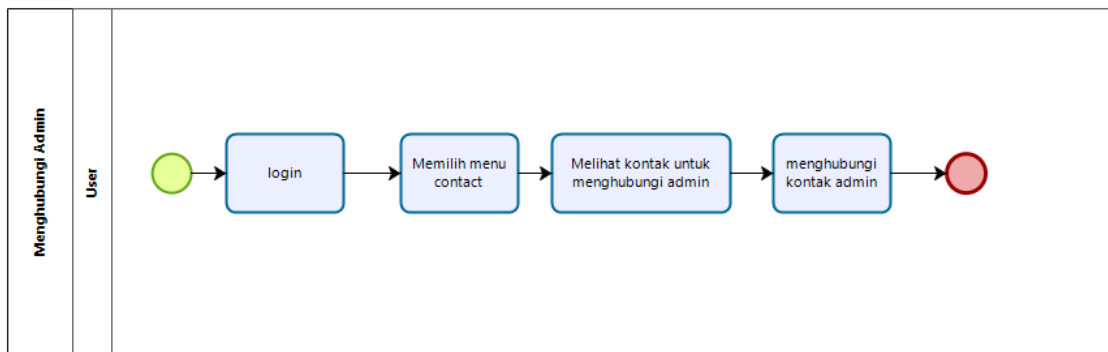 Menghubungi Admin
User
login
Memilih menu
contact
Melihat kontak untuk
menghubungi admin
menghubungi
kontak admin